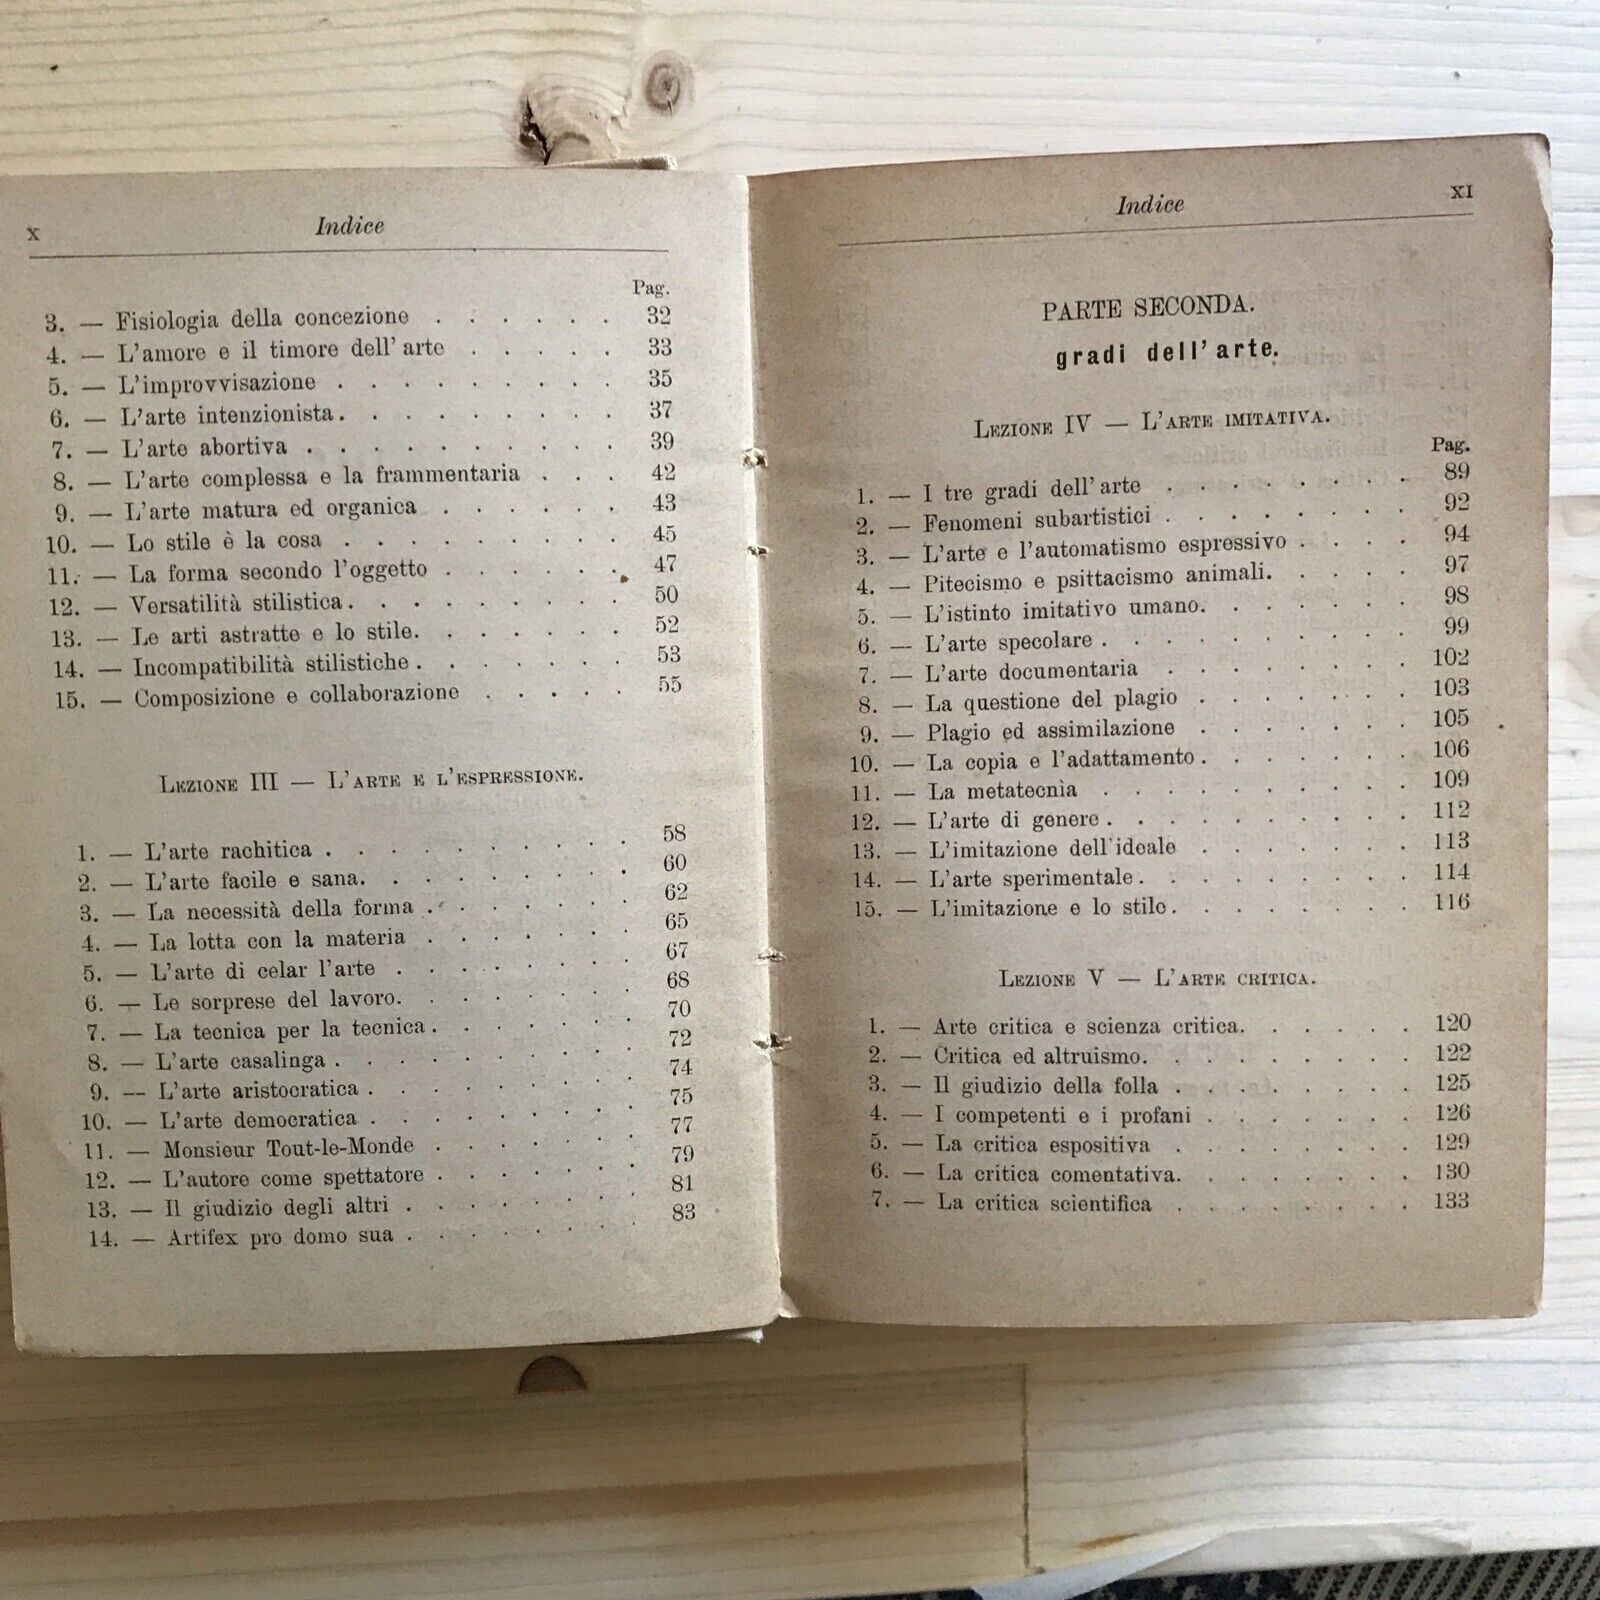 x
Indice
Pag.
3. — Fisiologia della concezione . . . . . . 32
4. — L'amore e il timore dell'arte . . . . . 33
5. — L'improvvisazione . . . . . . . . . 35
6. — L'arte intenzionista . . . . . . . . . 37
7. — L'arte abortiva . . . . . . . . . . 39
8. — L'arte complessa e la frammentaria . . . 42
9. — L'arte matura ed organica . . . . . . 43
10. — Lo stile è la cosa . . . . . . . . . 45
11. — La forma secondo l'oggetto . . . . . . 47
12. — Versatilità stilistica . . . . . . . . . 50
13. — Le arti astratte e lo stile . . . . . . . 52
14. — Incompatibilità stilistiche . . . . . . . 53
15. — Composizione e collaborazione . . . . . 55
Lezione III — L'arte e l'espressione.
1. — L'arte rachitica . . . . . . . . . . 58
2. — L'arte facile e sana . . . . . . . . . 60
3. — La necessità della forma . . . . . . . 62
4. — La lotta con la materia . . . . . . . 65
5. — L'arte di celar l'arte . . . . . . . . 67
6. — Le sorprese del lavoro . . . . . . . . 68
7. — La tecnica per la tecnica . . . . . . . 70
8. — L'arte casalinga . . . . . . . . . . 72
9. — L'arte aristocratica . . . . . . . . . 74
10. — L'arte democratica . . . . . . . . . 75
11. — Monsieur Tout-le-Monde . . . . . . . 77
12. — L'autore come spettatore . . . . . . . 79
13. — Il giudizio degli altri . . . . . . . . 81
14. — Artifex pro domo sua . . . . . . . . 83
Indice
xi
PARTE SECONDA.
gradi dell'arte.
Lezione IV — L'arte imitativa.
Pag.
1. — I tre gradi dell'arte . . . . . . . . 89
2. — Fenomeni subartistici . . . . . . . . 92
3. — L'arte e l'automatismo espressivo . . . . 94
4. — Pitecismo e psittacismo animali . . . . . 97
5. — L'istinto imitativo umano . . . . . . . 98
6. — L'arte specolare . . . . . . . . . . 99
7. — L'arte documentaria . . . . . . . . 102
8. — La questione del plagio . . . . . . . 103
9. — Plagio ed assimilazione . . . . . . . 105
10. — La copia e l'adattamento . . . . . . . 106
11. — La metatecnìa . . . . . . . . . . 109
12. — L'arte di genere . . . . . . . . . . 112
13. — L'imitazione dell'ideale . . . . . . . 113
14. — L'arte sperimentale . . . . . . . . . 114
15. — L'imitazione e lo stile . . . . . . . . 116
Lezione V — L'arte critica.
1. — Arte critica e scienza critica . . . . . . 120
2. — Critica ed altruismo . . . . . . . . . 122
3. — Il giudizio della folla . . . . . . . . 125
4. — I competenti e i profani . . . . . . . 126
5. — La critica espositiva . . . . . . . . 129
6. — La critica comentativa . . . . . . . . 130
7. — La critica scientifica . . . . . . . . 133